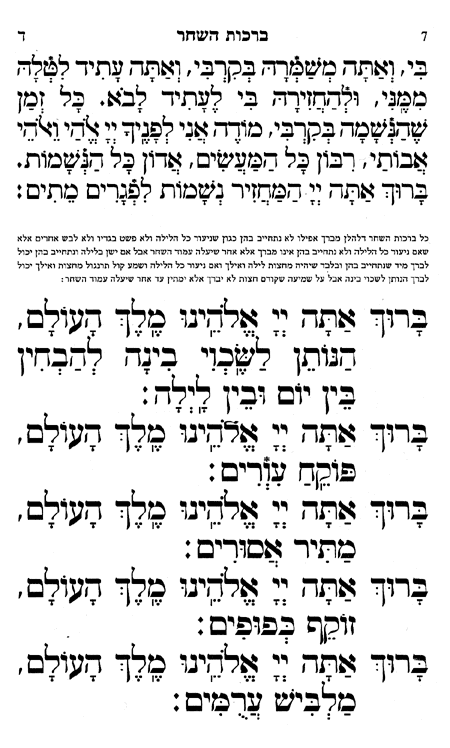 7 ברכות השחר ד
בִּי, וְאַתָּה מְשַׁמְּרָהּ בְּקִרְבִּי, וְאַתָּה עָתִיד לִטְּלָהּ
מִמֶּנִּי, וּלְהַחֲזִירָהּ בִּי לֶעָתִיד לָבֹא. כָּל זְמַן
שֶׁהַנְּשָׁמָה בְּקִרְבִּי, מוֹדֶה אֲנִי לְפָנֶיךָ יְיָ אֱלֹהַי וֵאלֹהֵי
אֲבוֹתַי, רִבּוֹן כָּל הַמַּעֲשִׂים, אֲדוֹן כָּל הַנְּשָׁמוֹת.
בָּרוּךְ אַתָּה יְיָ הַמַּחֲזִיר נְשָׁמוֹת לִפְגָרִים מֵתִים:
כל ברכות השחר דלהלן מברך אפילו לא נתחייב בהן כגון שניעור כל הלילה ולא פשט בגדיו ולא לבש אחרים אלא
שאם ניעור כל הלילה ולא נתחייב בהן אינו מברך אלא אחר שיעלה עמוד השחר אבל אם ישן בלילה ונתחייב בהן יכול
לברך מיד שנתחייב בהן ובלבד שיהיה מחצות לילה ואילך ואם ניעור כל הלילה ושמע קול תרנגול מחצות ואילך יכול
לברך הנותן לשכוי בינה אבל על שמיעה שקודם חצות לא יברך אלא ימתין עד אחר שיעלה עמוד השחר:
בָּרוּךְ אַתָּה יְיָ אֱלֹהֵינוּ מֶלֶךְ הָעוֹלָם,
הַנּוֹתֵן לַשֶּׂכְוִי בִינָה לְהַבְחִין
בֵּין יוֹם וּבֵין לָיְלָה:
בָּרוּךְ אַתָּה יְיָ אֱלֹהֵינוּ מֶלֶךְ הָעוֹלָם,
פּוֹקֵחַ עִוְרִים:
בָּרוּךְ אַתָּה יְיָ אֱלֹהֵינוּ מֶלֶךְ הָעוֹלָם,
מַתִּיר אֲסוּרִים:
בָּרוּךְ אַתָּה יְיָ אֱלֹהֵינוּ מֶלֶךְ הָעוֹלָם,
זוֹקֵף כְּפוּפִים:
בָּרוּךְ אַתָּה יְיָ אֱלֹהֵינוּ מֶלֶךְ הָעוֹלָם,
מַלְבִּישׁ עֲרֻמִּים: